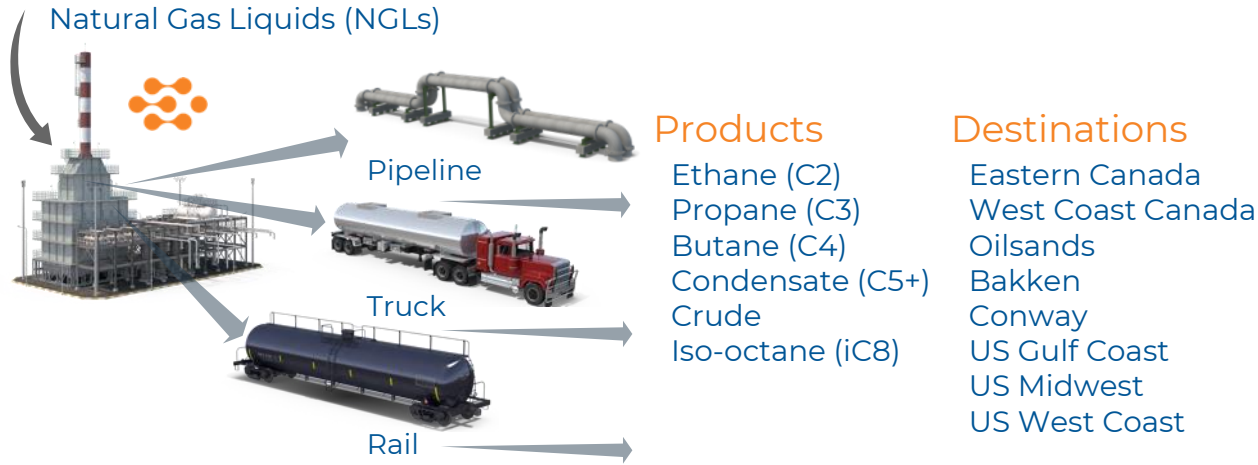 Natural Gas Liquids (NGLs)
Pipeline
Truck
Rail
Products
Ethane (C2)
Propane (C3)
Butane (C4)
Condensate (C5+)
Crude
Iso-octane (iC8)
Destinations
Eastern Canada
West Coast Canada
Oilsands
Bakken
Conway
US Gulf Coast
US Midwest
US West Coast